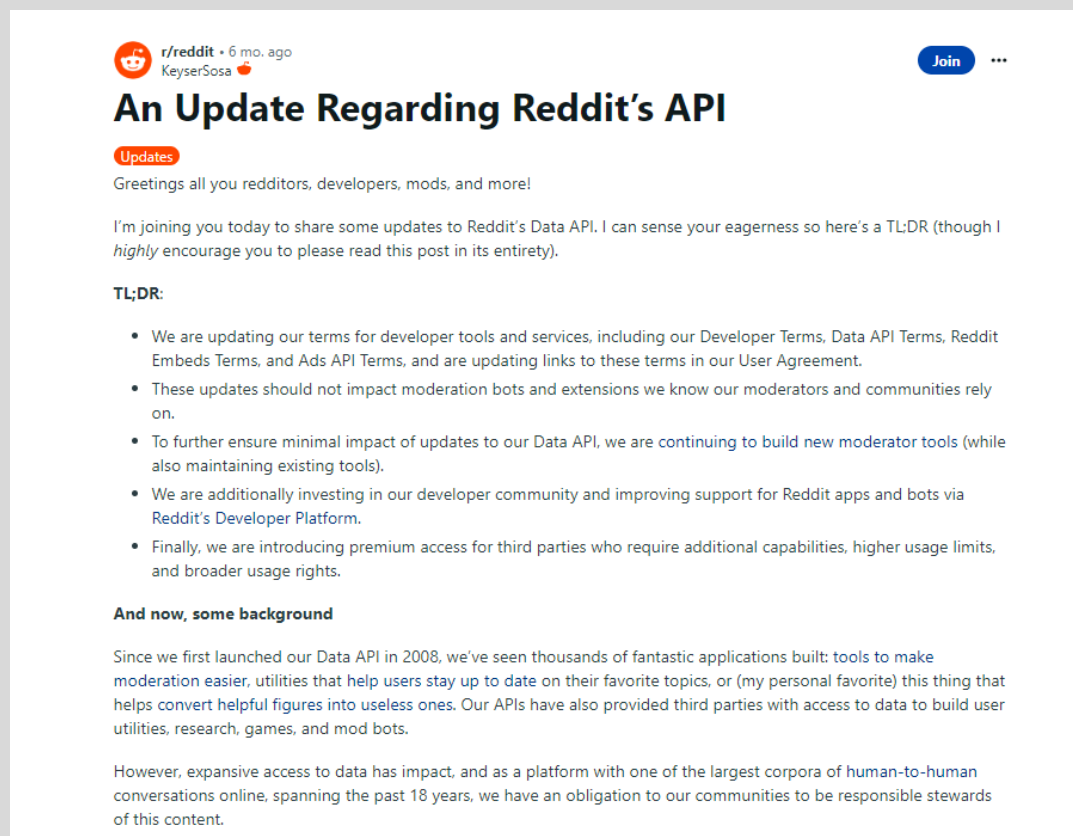 r/reddit • 6 mo. ago
KeyserSosa
Join
An Update Regarding Reddit’s API
Updates
Greetings all you redditors, developers, mods, and more!
I’m joining you today to share some updates to Reddit’s Data API. I can sense your eagerness so here’s a TL;DR (though I
highly encourage you to please read this post in its entirety).
TL;DR:
• We are updating our terms for developer tools and services, including our Developer Terms, Data API Terms, Reddit
Embeds Terms, and Ads API Terms, and are updating links to these terms in our User Agreement.
• These updates should not impact moderation bots and extensions we know our moderators and communities rely
on.
• To further ensure minimal impact of updates to our Data API, we are continuing to build new moderator tools (while
also maintaining existing tools).
• We are additionally investing in our developer community and improving support for Reddit apps and bots via
Reddit’s Developer Platform.
• Finally, we are introducing premium access for third parties who require additional capabilities, higher usage limits,
and broader usage rights.
And now, some background
Since we first launched our Data API in 2008, we’ve seen thousands of fantastic applications built: tools to make
moderation easier, utilities that help users stay up to date on their favorite topics, or (my personal favorite) this thing that
helps convert helpful figures into useless ones. Our APIs have also provided third parties with access to data to build user
utilities, research, games, and mod bots.
However, expansive access to data has impact, and as a platform with one of the largest corpora of human-to-human
conversations online, spanning the past 18 years, we have an obligation to our communities to be responsible stewards
of this content.